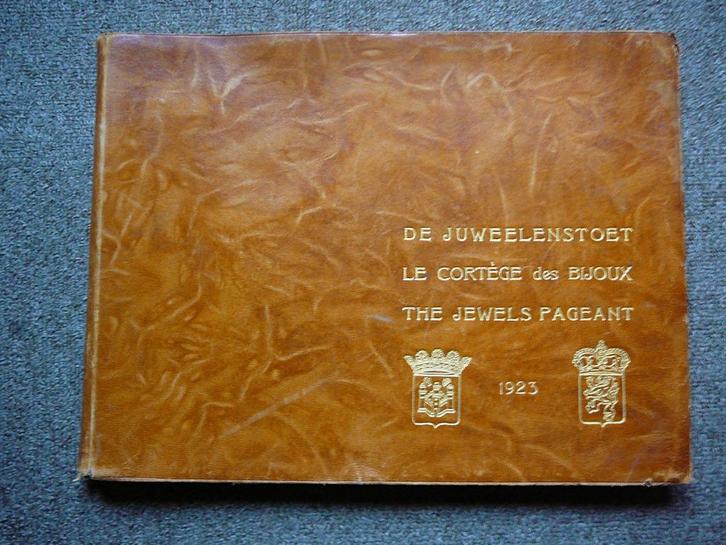 DE JUWEELENSTOET
LE CORTÈGE des BIJOUX
THE JEWELS PAGEANT
1923